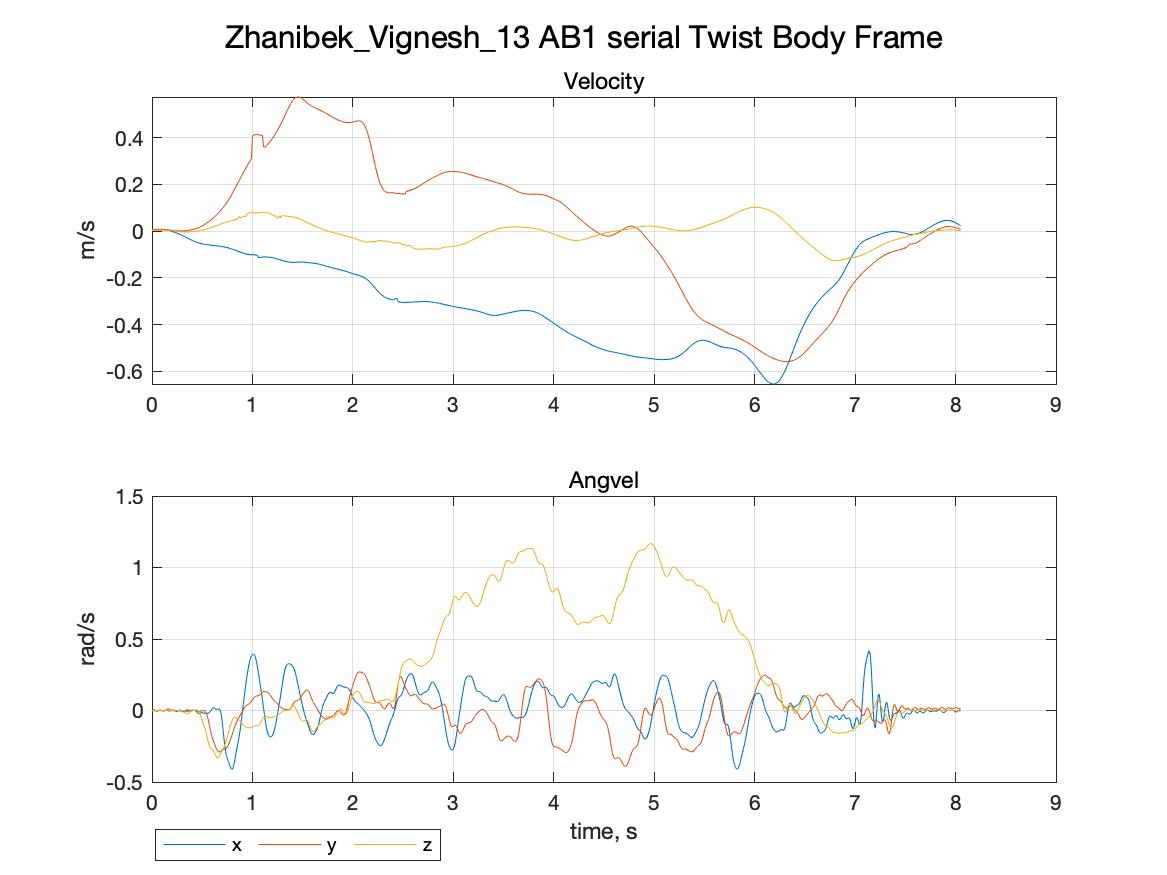 Zhanibek_Vignesh_13 AB1 serial Twist Body Frame
Velocity
0.4
0.2
0
-0.2
-0.4
-0.6
m/s
0 1 2 3 4 5 6 7 8 9
Angvel
1.5
1
0.5
0
-0.5
rad/s
0 1 2 3 4 5 6 7 8 9
time, s
x y z